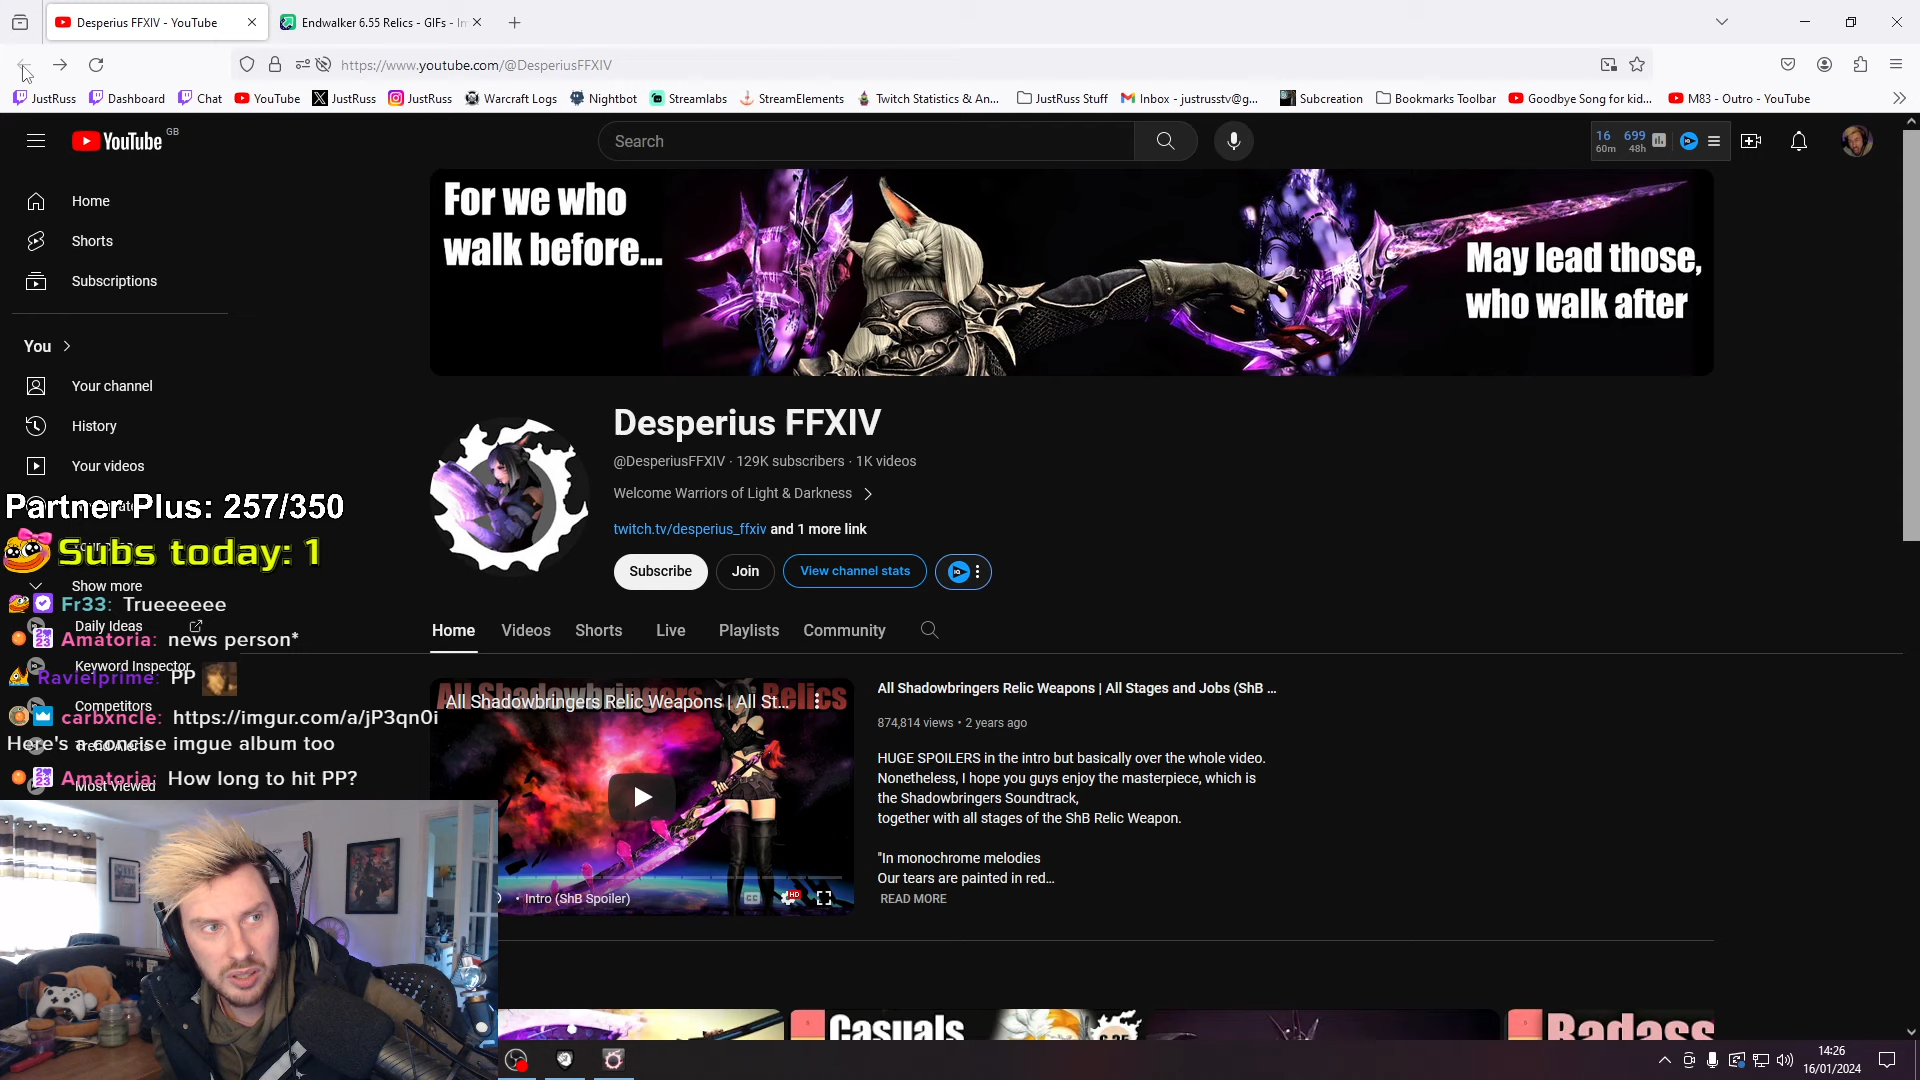 Desperius FFXIV - YouTube
Endwalker 6.55 Relics - GIFs - Im
https://www.youtube.com/@DesperiusFFXIV
JustRuss
Dashboard
Chat
YouTube
JustRuss
JustRuss
Warcraft Logs
Nightbot
Streamlabs
StreamElements
Twitch Statistics & An...
JustRuss Stuff
Inbox - justrusstv@g...
Subcreation
Bookmarks Toolbar
Goodbye Song for kid...
M83 - Outro - YouTube
YouTube GB
Search
16 699
60m 48h
Home
Shorts
Subscriptions
You
Your channel
History
Your videos
Show more
Daily Ideas
Keyword Inspector
Competitors
Trend Alerts
Most Viewed
For we who
walk before...
May lead those,
who walk after
Desperius FFXIV
@DesperiusFFXIV · 129K subscribers · 1K videos
Welcome Warriors of Light & Darkness
twitch.tv/desperius_ffxiv and 1 more link
Subscribe
Join
View channel stats
Home
Videos
Shorts
Live
Playlists
Community
Partner Plus: 257/350
Subs today: 1
Fr33: Trueeeeee
Amatoria: news person*
Ravielprime: PP
carbxncle: https://imgur.com/a/jP3qn0i
Here's a concise imgue album too
Amatoria: How long to hit PP?
All Shadowbringers Relics
All Shadowbringers Relic Weapons | All St...
• Intro (ShB Spoiler)
CC
HD
All Shadowbringers Relic Weapons | All Stages and Jobs (ShB ...
874,814 views • 2 years ago
HUGE SPOILERS in the intro but basically over the whole video.
Nonetheless, I hope you guys enjoy the masterpiece, which is
the Shadowbringers Soundtrack,
together with all stages of the ShB Relic Weapon.
"In monochrome melodies
Our tears are painted in red...
READ MORE
Casuals
Badass
14:26
16/01/2024